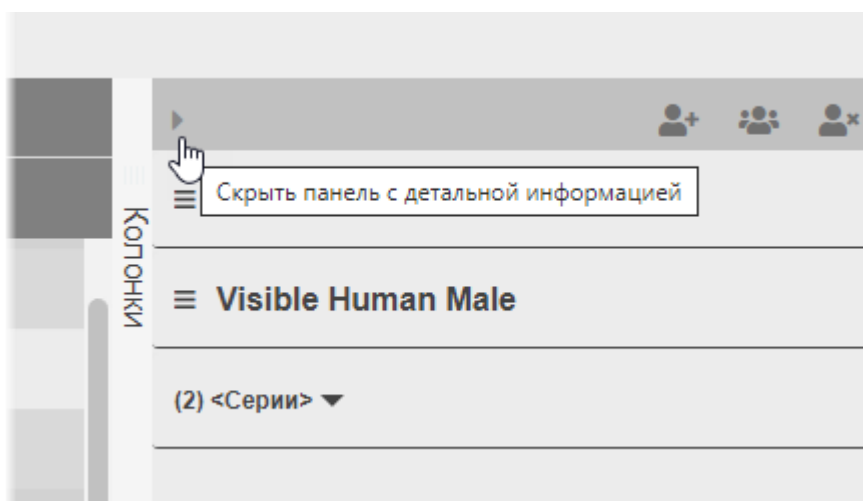 Скрыть панель с детальной информацией
Колонки
Visible Human Male
(2) <Серии>